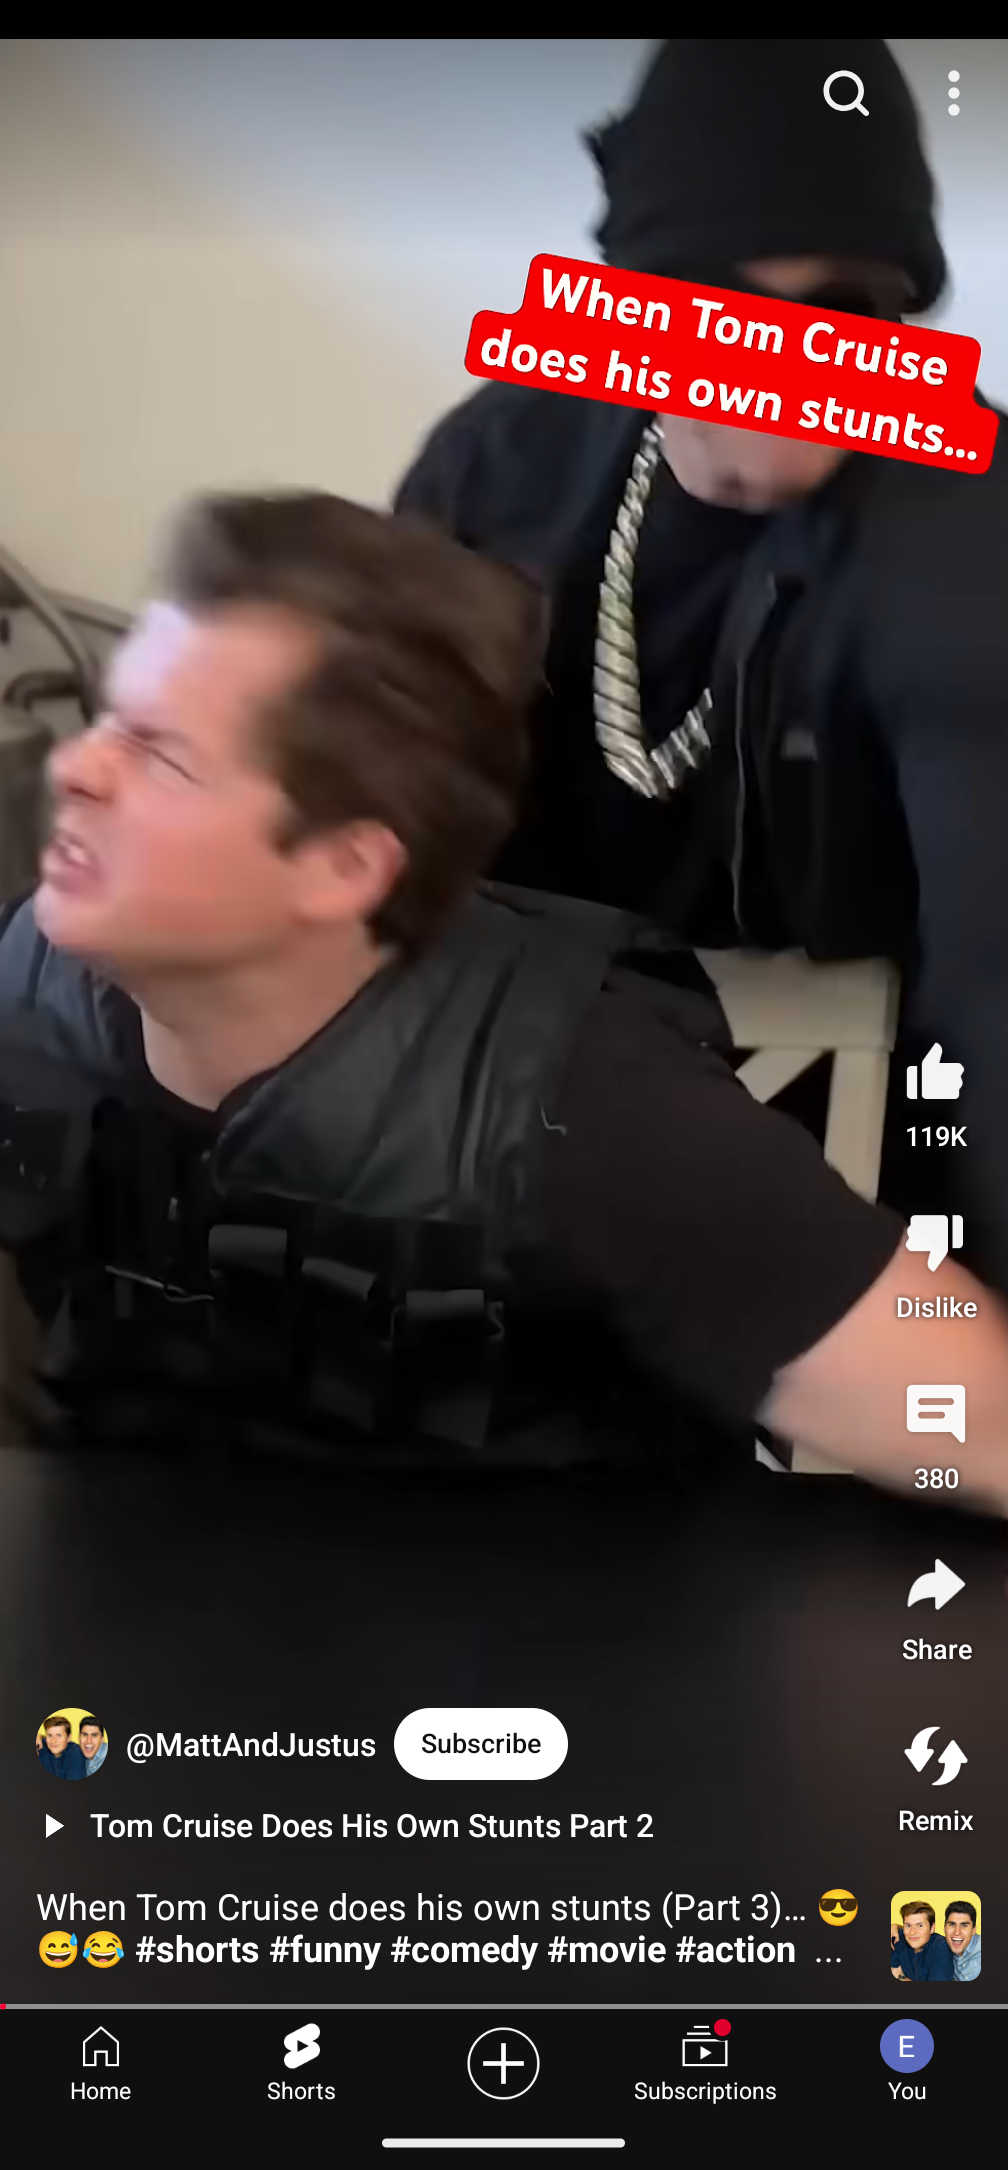 When Tom Cruise
does his own stunts...
119K
Dislike
380
Share
@MattAndJustus
Subscribe
Remix
Tom Cruise Does His Own Stunts Part 2
When Tom Cruise does his own stunts (Part 3)... 😎
😅😂 #shorts #funny #comedy #movie #action ...
Home
Shorts
Subscriptions
E
You